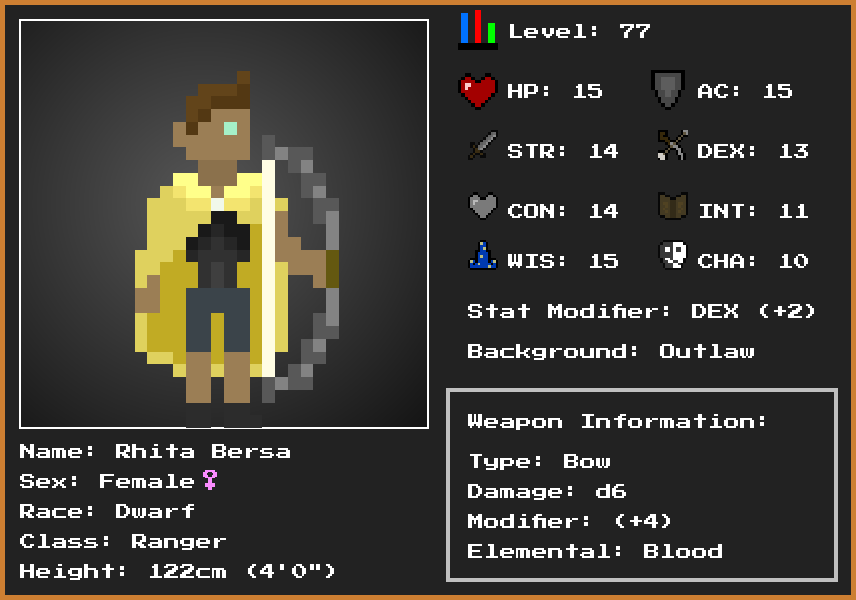 Level: 77
HP: 15
AC: 15
STR: 14
DEX: 13
CON: 14
INT: 11
WIS: 15
CHA: 10
Stat Modifier: DEX (+2)
Background: Outlaw
Weapon Information:
Type: Bow
Damage: d6
Modifier: (+4)
Elemental: Blood
Name: Rhita Bersa
Sex: Female♀
Race: Dwarf
Class: Ranger
Height: 122cm (4'0")